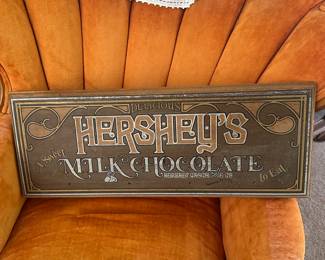 DELICIOUS
HERSHEY'S
A Sweet
MILK CHOCOLATE
to Eat